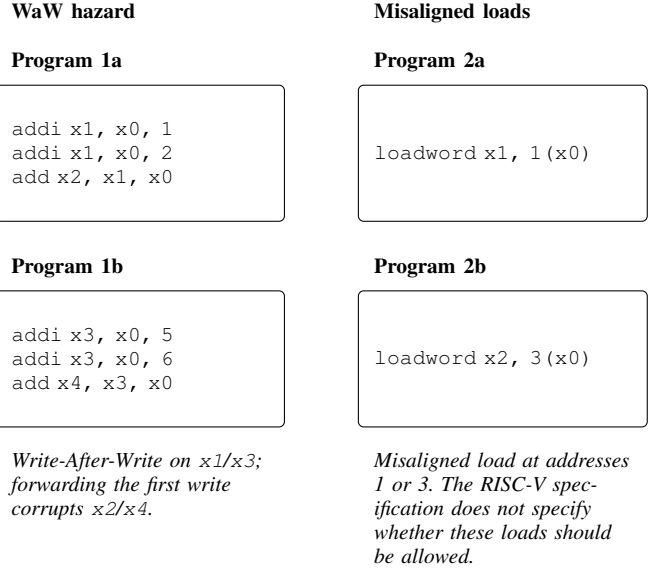 WaW hazard
Program 1a
addi x1, x0, 1
addi x1, x0, 2
add x2, x1, x0
Program 1b
addi x3, x0, 5
addi x3, x0, 6
add x4, x3, x0
Write-After-Write on x1/x3;
forwarding the first write
corrupts x2/x4.
Misaligned loads
Program 2a
loadword x1, 1(x0)
Program 2b
loadword x2, 3(x0)
Misaligned load at addresses
1 or 3. The RISC-V spec-
ification does not specify
whether these loads should
be allowed.